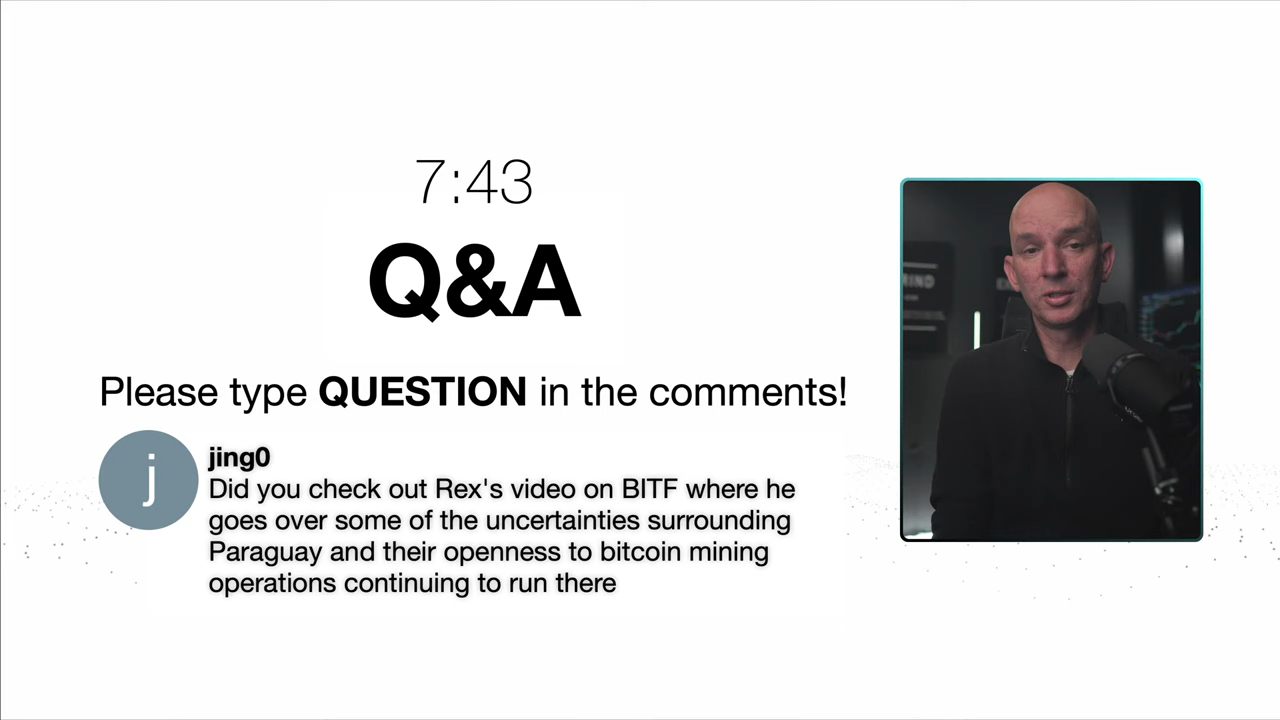 7:43
Q&A
Please type QUESTION in the comments!
j
jing0
Did you check out Rex's video on BITF where he
goes over some of the uncertainties surrounding
Paraguay and their openness to bitcoin mining
operations continuing to run there